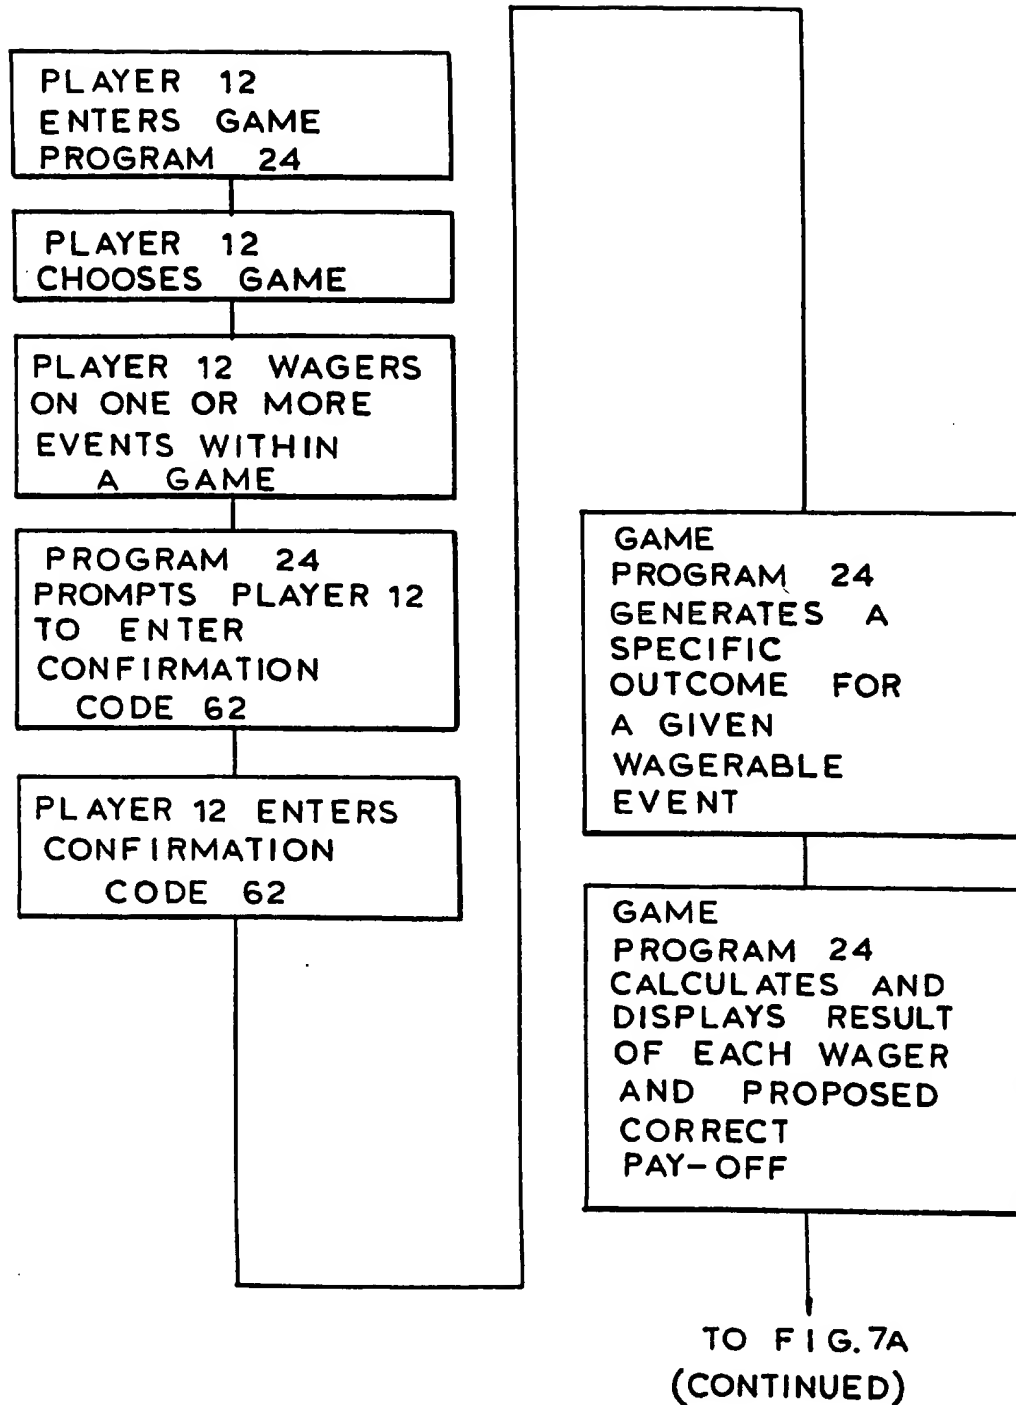 PLAYER 12
ENTERS GAME
PROGRAM 24
PLAYER 12
CHOOSES GAME
PLAYER 12 WAGERS
ON ONE OR MORE
EVENTS WITHIN
A GAME
PROGRAM 24
PROMPTS PLAYER 12
TO ENTER
CONFIRMATION
CODE 62
PLAYER 12 ENTERS
CONFIRMATION
CODE 62
GAME
PROGRAM 24
GENERATES A
SPECIFIC
OUTCOME FOR
A GIVEN
WAGERABLE
EVENT
GAME
PROGRAM 24
CALCULATES AND
DISPLAYS RESULT
OF EACH WAGER
AND PROPOSED
CORRECT
PAY-OFF
TO FIG. 7A
(CONTINUED)